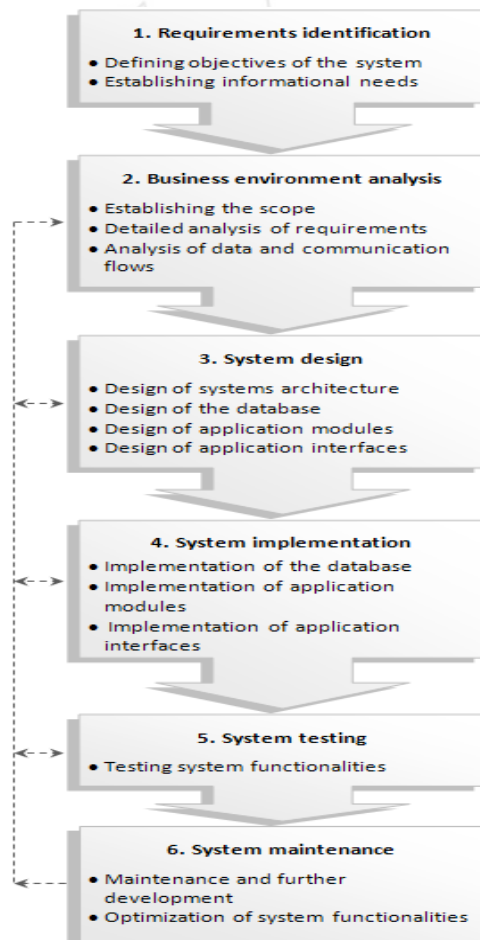 1. Requirements identification
• Defining objectives of the system
• Establishing informational needs
2. Business environment analysis
• Establishing the scope
• Detailed analysis of requirements
• Analysis of data and communication
flows
3. System design
• Design of systems architecture
• Design of the database
• Design of application modules
• Design of application interfaces
4. System implementation
• Implementation of the database
• Implementation of application
modules
• Implementation of application
interfaces
5. System testing
• Testing system functionalities
6. System maintenance
• Maintenance and further
development
• Optimization of system functionalities